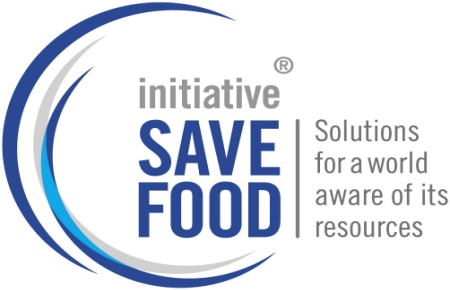 initiative ®
SAVE
FOOD
Solutions
for a world
aware of its
resources